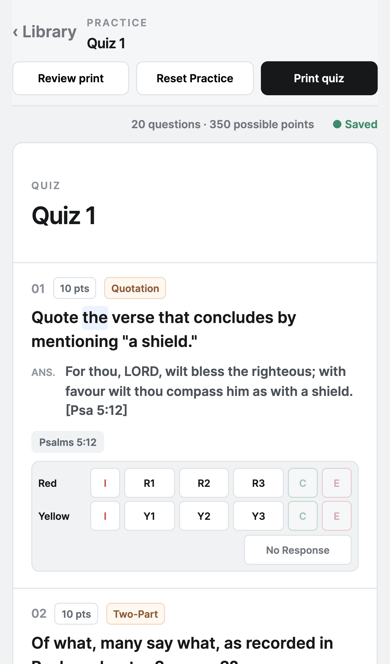 ‹ Library
PRACTICE
Quiz 1
Review print
Reset Practice
Print quiz
20 questions · 350 possible points
Saved
QUIZ
Quiz 1
01 10 pts Quotation
Quote the verse that concludes by
mentioning "a shield."
ANS. For thou, LORD, wilt bless the righteous; with
favour wilt thou compass him as with a shield.
[Psa 5:12]
Psalms 5:12
Red I R1 R2 R3 C E
Yellow I Y1 Y2 Y3 C E
No Response
02 10 pts Two-Part
Of what, many say what, as recorded in